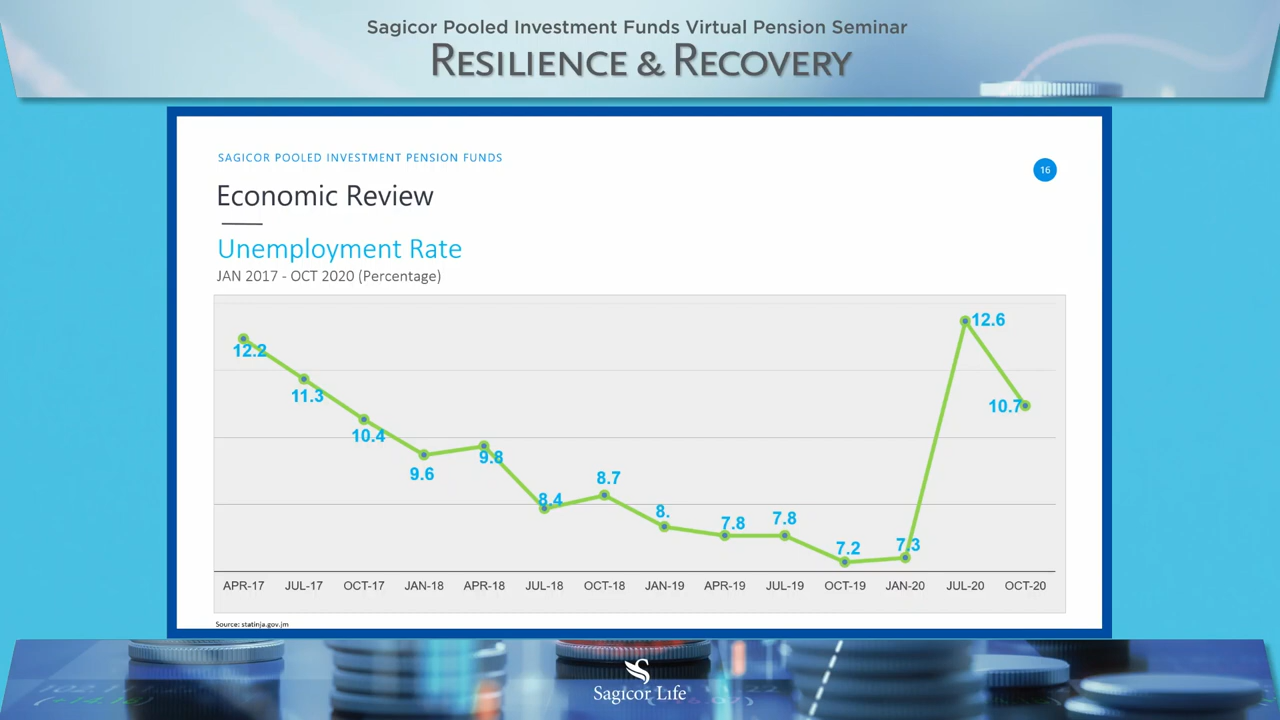 Sagicor Pooled Investment Funds Virtual Pension Seminar
RESILIENCE & RECOVERY
SAGICOR POOLED INVESTMENT PENSION FUNDS
16
Economic Review
Unemployment Rate
JAN 2017 - OCT 2020 (Percentage)
12.2
11.3
10.4
9.6
9.8
8.4
8.7
8.
7.8
7.8
7.2
7.3
12.6
10.7
APR-17 JUL-17 OCT-17 JAN-18 APR-18 JUL-18 OCT-18 JAN-19 APR-19 JUL-19 OCT-19 JAN-20 JUL-20 OCT-20
Source: statinja.gov.jm
Sagicor Life